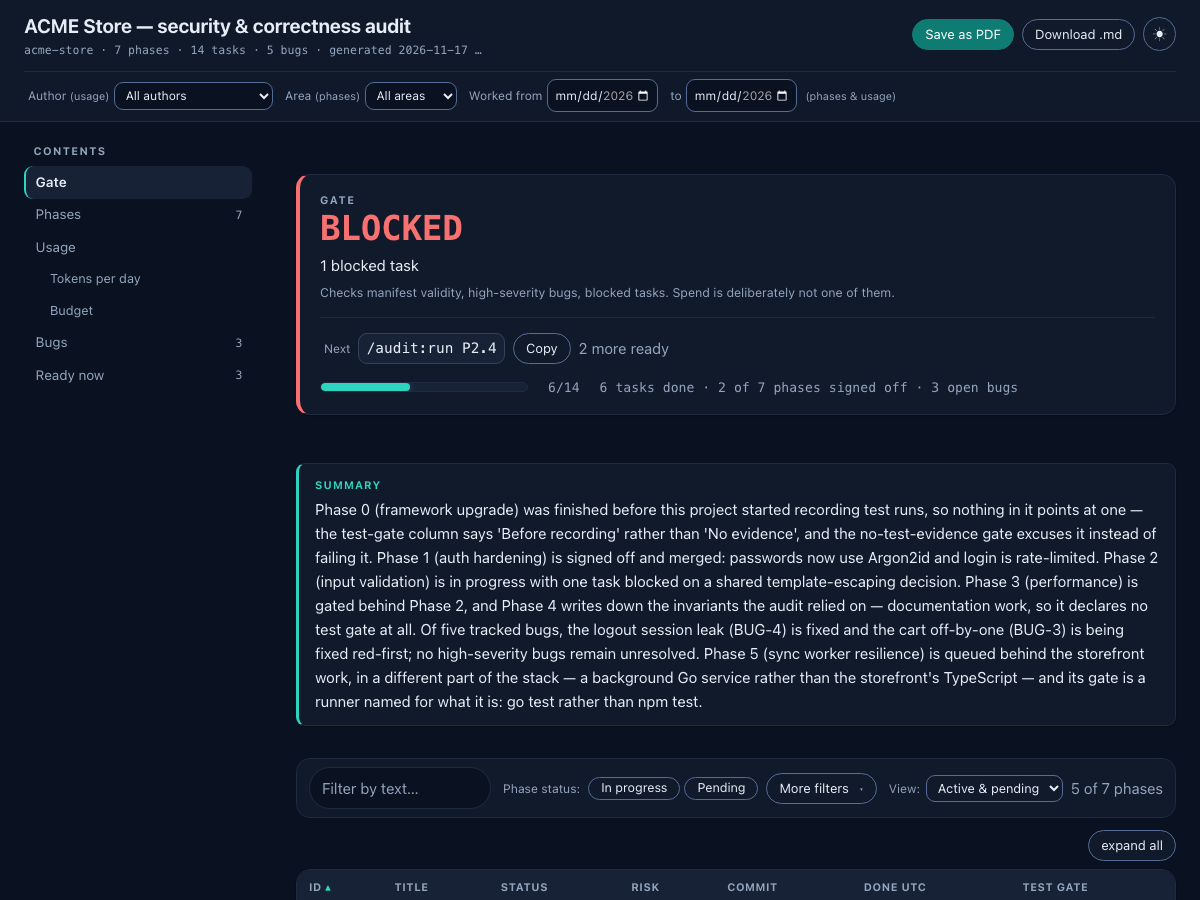 ACME Store — security & correctness audit
acme-store · 7 phases · 14 tasks · 5 bugs · generated 2026-11-17 …
Save as PDF
Download .md
Author (usage)
All authors
Area (phases)
All areas
Worked from
mm/dd/2026
to
mm/dd/2026
(phases & usage)
CONTENTS
Gate
Phases 7
Usage
Tokens per day
Budget
Bugs 3
Ready now 3
GATE
BLOCKED
1 blocked task
Checks manifest validity, high-severity bugs, blocked tasks. Spend is deliberately not one of them.
Next /audit:run P2.4 Copy 2 more ready
6/14 6 tasks done · 2 of 7 phases signed off · 3 open bugs
SUMMARY
Phase 0 (framework upgrade) was finished before this project started recording test runs, so nothing in it points at one —
the test-gate column says 'Before recording' rather than 'No evidence', and the no-test-evidence gate excuses it instead of
failing it. Phase 1 (auth hardening) is signed off and merged: passwords now use Argon2id and login is rate-limited. Phase 2
(input validation) is in progress with one task blocked on a shared template-escaping decision. Phase 3 (performance) is
gated behind Phase 2, and Phase 4 writes down the invariants the audit relied on — documentation work, so it declares no
test gate at all. Of five tracked bugs, the logout session leak (BUG-4) is fixed and the cart off-by-one (BUG-3) is being
fixed red-first; no high-severity bugs remain unresolved. Phase 5 (sync worker resilience) is queued behind the storefront
work, in a different part of the stack — a background Go service rather than the storefront's TypeScript — and its gate is a
runner named for what it is: go test rather than npm test.
Filter by text...
Phase status:
In progress
Pending
More filters ·
View:
Active & pending
5 of 7 phases
expand all
ID ▲ TITLE STATUS RISK COMMIT DONE UTC TEST GATE